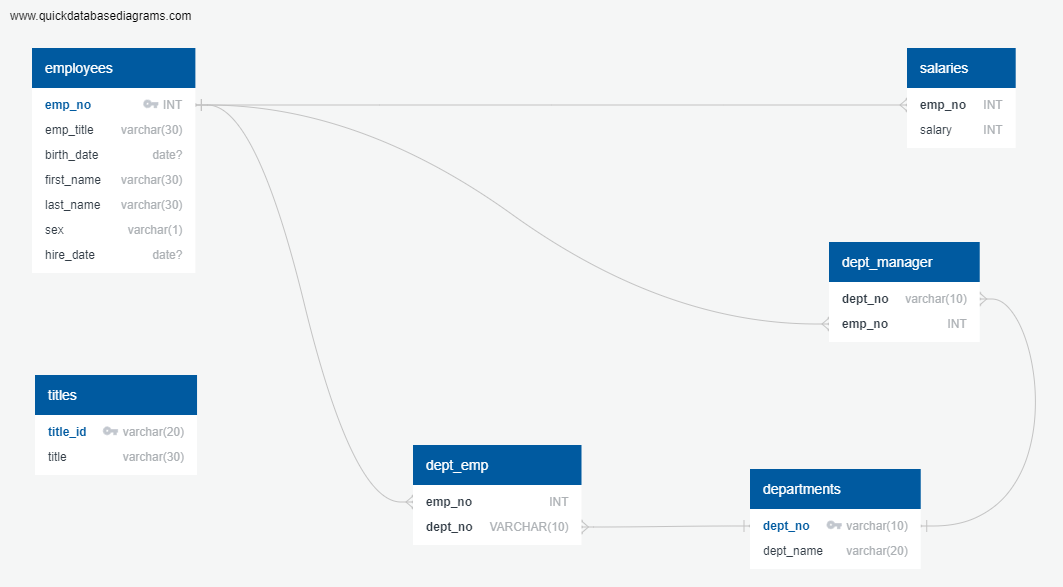 www.quickdatabasediagrams.com
employees
emp_no INT
emp_title varchar(30)
birth_date date?
first_name varchar(30)
last_name varchar(30)
sex varchar(1)
hire_date date?
salaries
emp_no INT
salary INT
dept_manager
dept_no varchar(10)
emp_no INT
titles
title_id varchar(20)
title varchar(30)
dept_emp
emp_no INT
dept_no VARCHAR(10)
departments
dept_no varchar(10)
dept_name varchar(20)